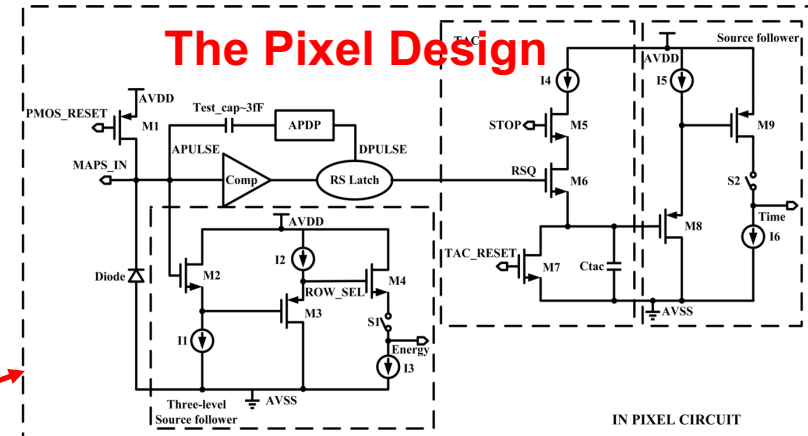 The Pixel Design
TAC
Source follower
AVDD
AVDD
I4
I5
Test_cap~3fF
PMOS_RESET
M1
APDP
STOP
M5
M9
MAPS_IN
APULSE
DPULSE
Comp
RS Latch
RSQ
M6
S2
Time
AVDD
M8
I6
TAC_RESET
M7
Ctac
Diode
M2
I2
ROW_SEL
M4
M3
S1
AVSS
I1
Energy
I3
Three-level
Source follower
AVSS
IN PIXEL CIRCUIT